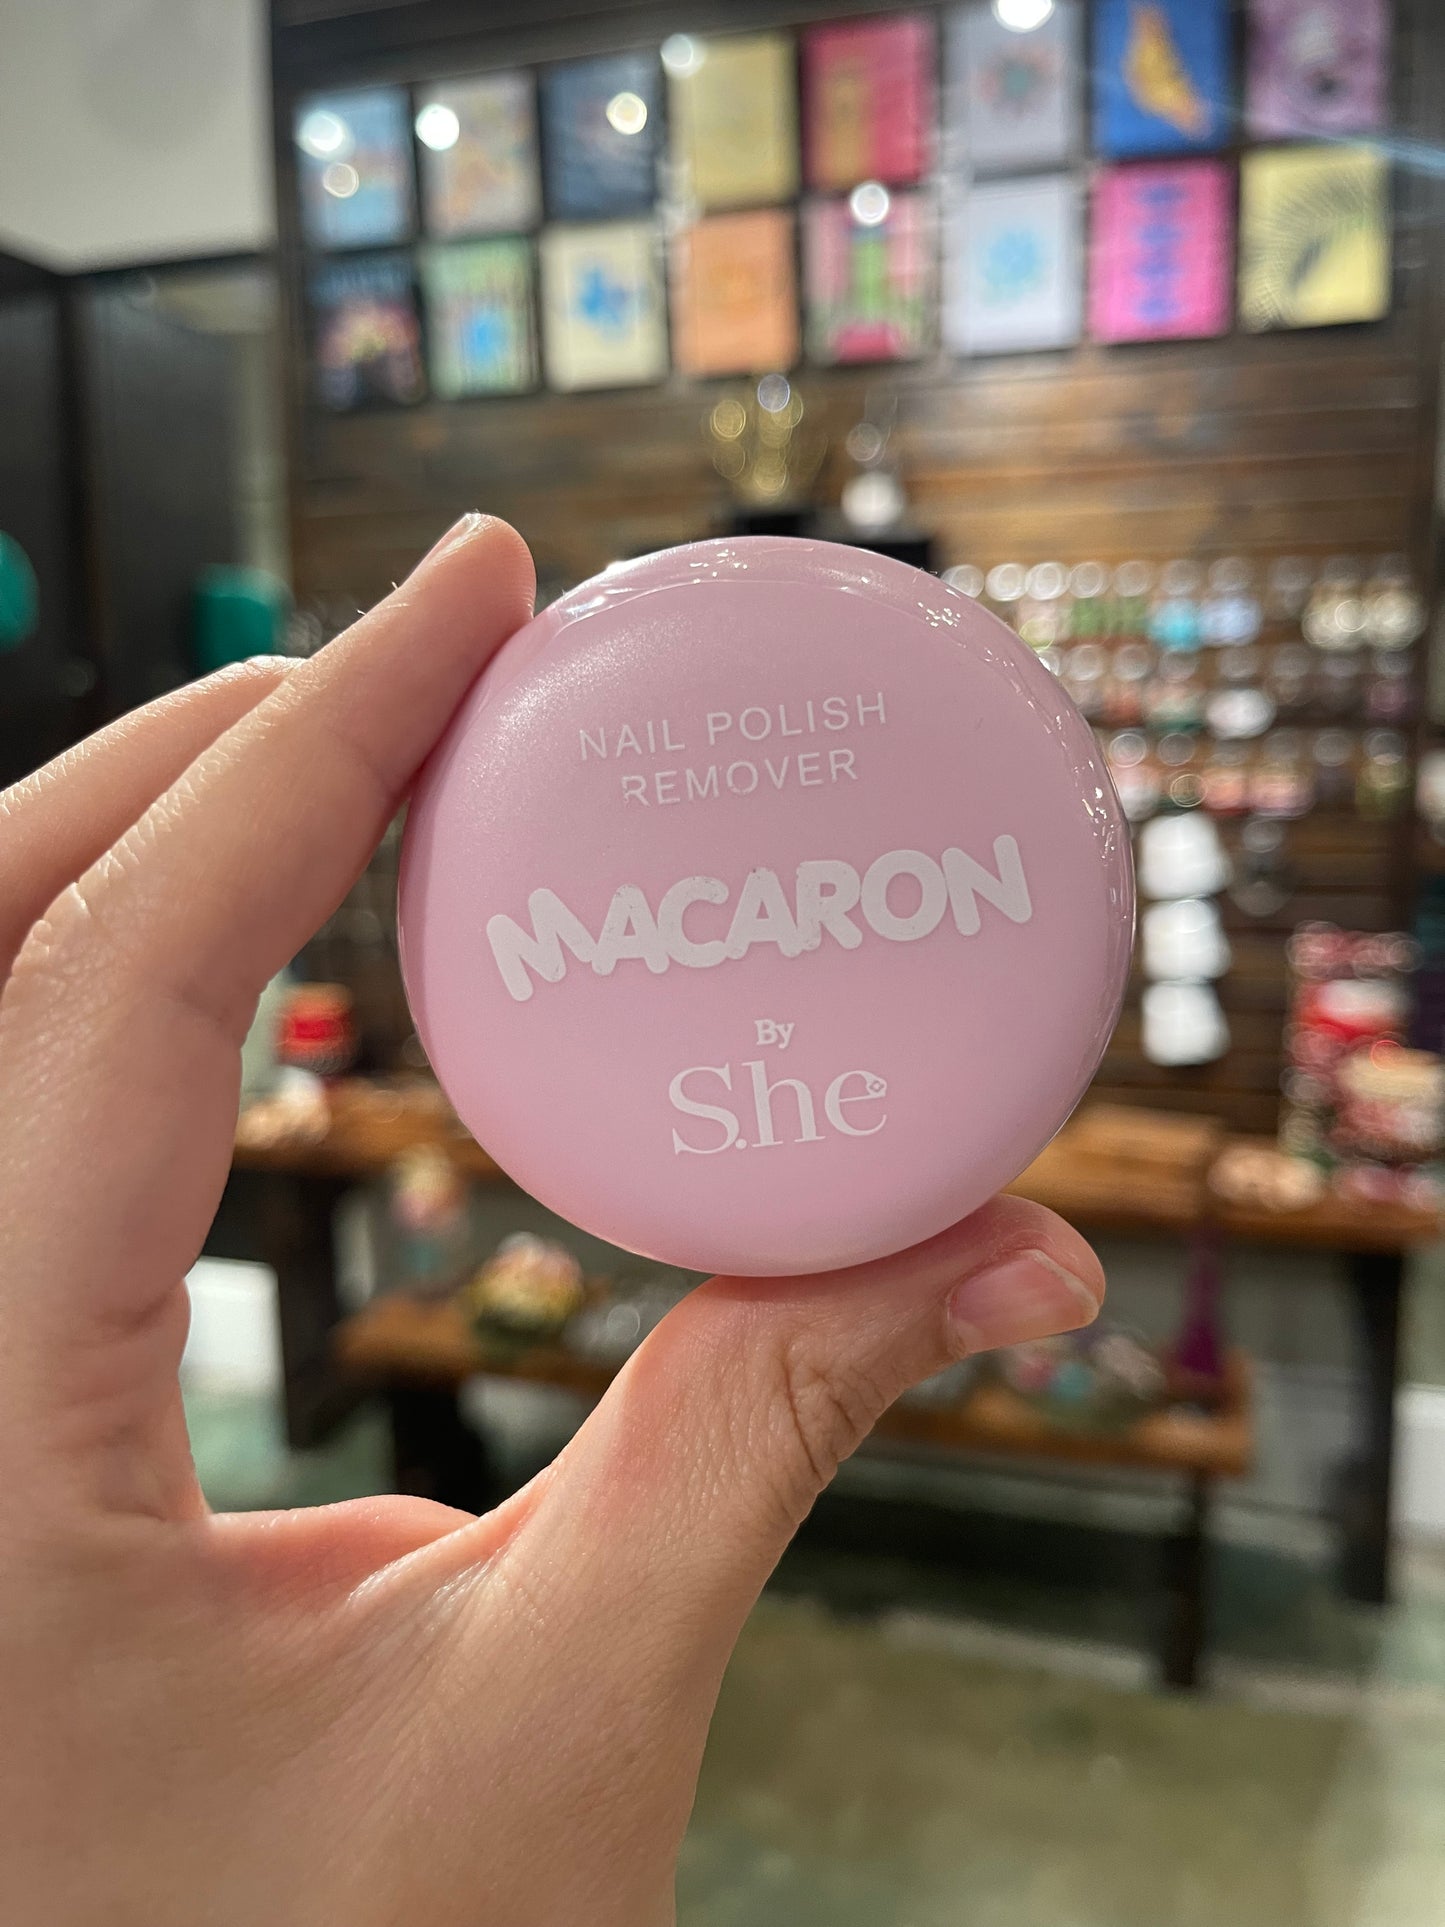 NAIL POLISH
REMOVER
MACARON
By
S.he